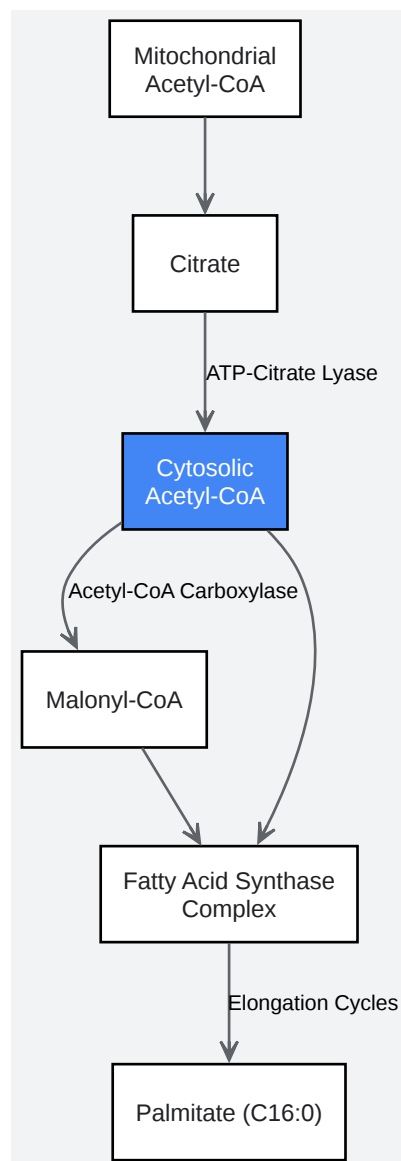 Mitochondrial
Acetyl-CoA
Citrate
ATP-Citrate Lyase
Cytosolic
Acetyl-CoA
Acetyl-CoA Carboxylase
Malonyl-CoA
Fatty Acid Synthase
Complex
Elongation Cycles
Palmitate (C16:0)